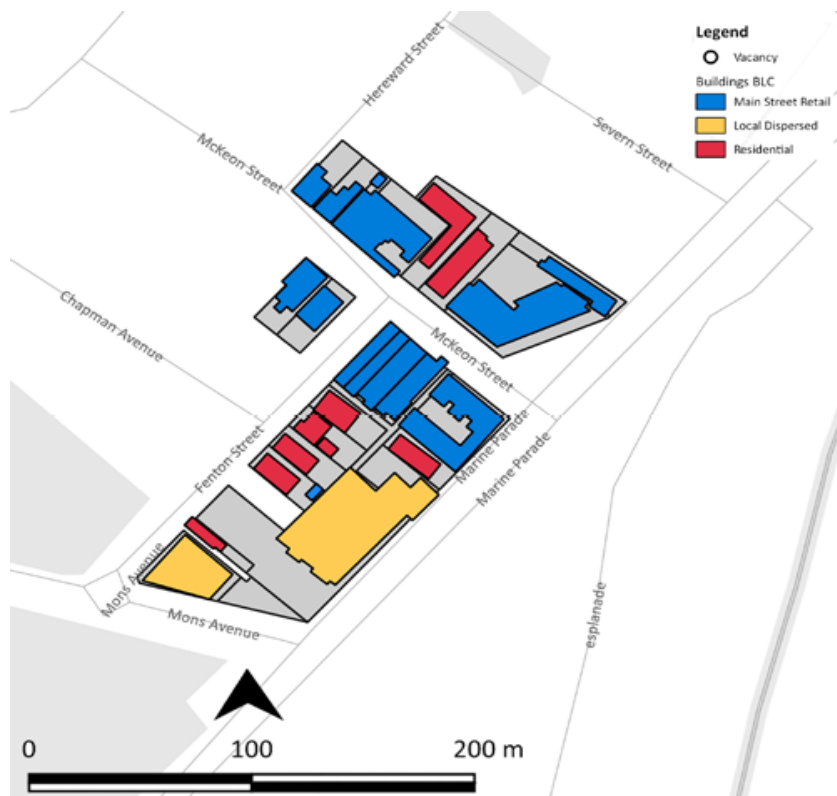 Legend
Vacancy
Buildings BLC
Main Street Retail
Local Dispersed
Residential
Hereward Street
Severn Street
McKeon Street
Chapman Avenue
McKeon Street
Fenton Street
Marine Parade
Marine Parade
Mons Avenue
Mons Avenue
esplanade
0 100 200 m